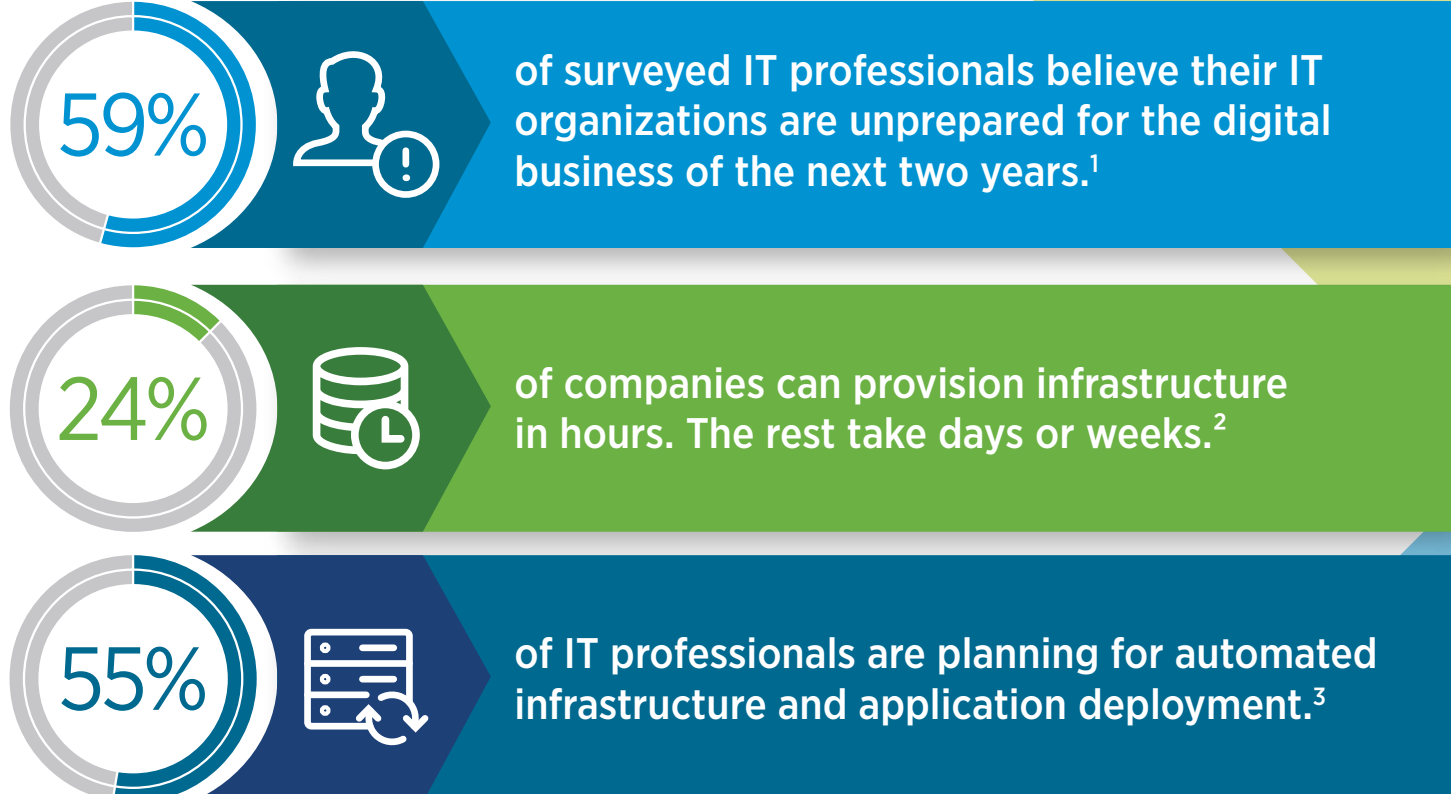 59%
of surveyed IT professionals believe their IT
organizations are unprepared for the digital
business of the next two years.¹
24%
of companies can provision infrastructure
in hours. The rest take days or weeks.²
55%
of IT professionals are planning for automated
infrastructure and application deployment.³